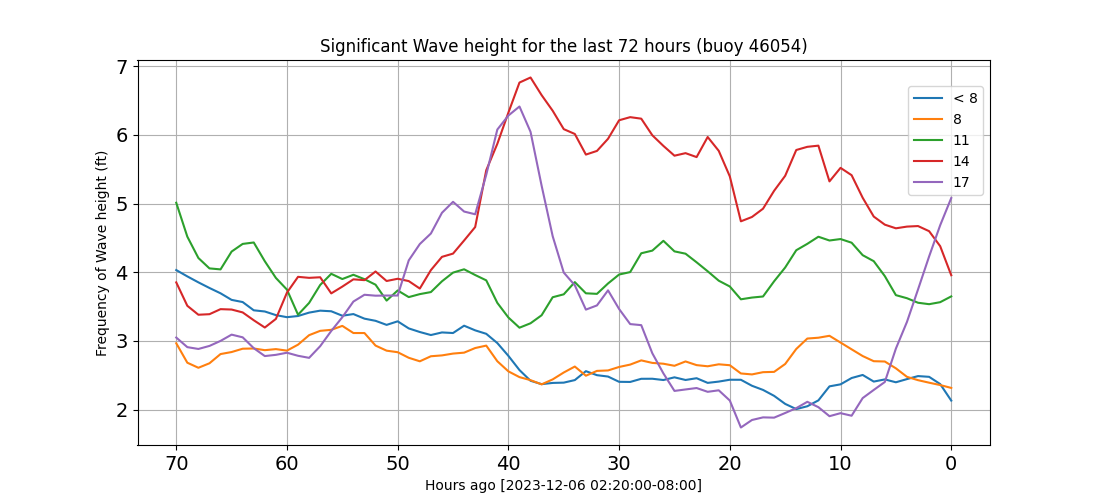 Significant Wave height for the last 72 hours (buoy 46054)
Frequency of Wave height (ft)
7
6
5
4
3
2
< 8
8
11
14
17
70 60 50 40 30 20 10 0
Hours ago [2023-12-06 02:20:00-08:00]